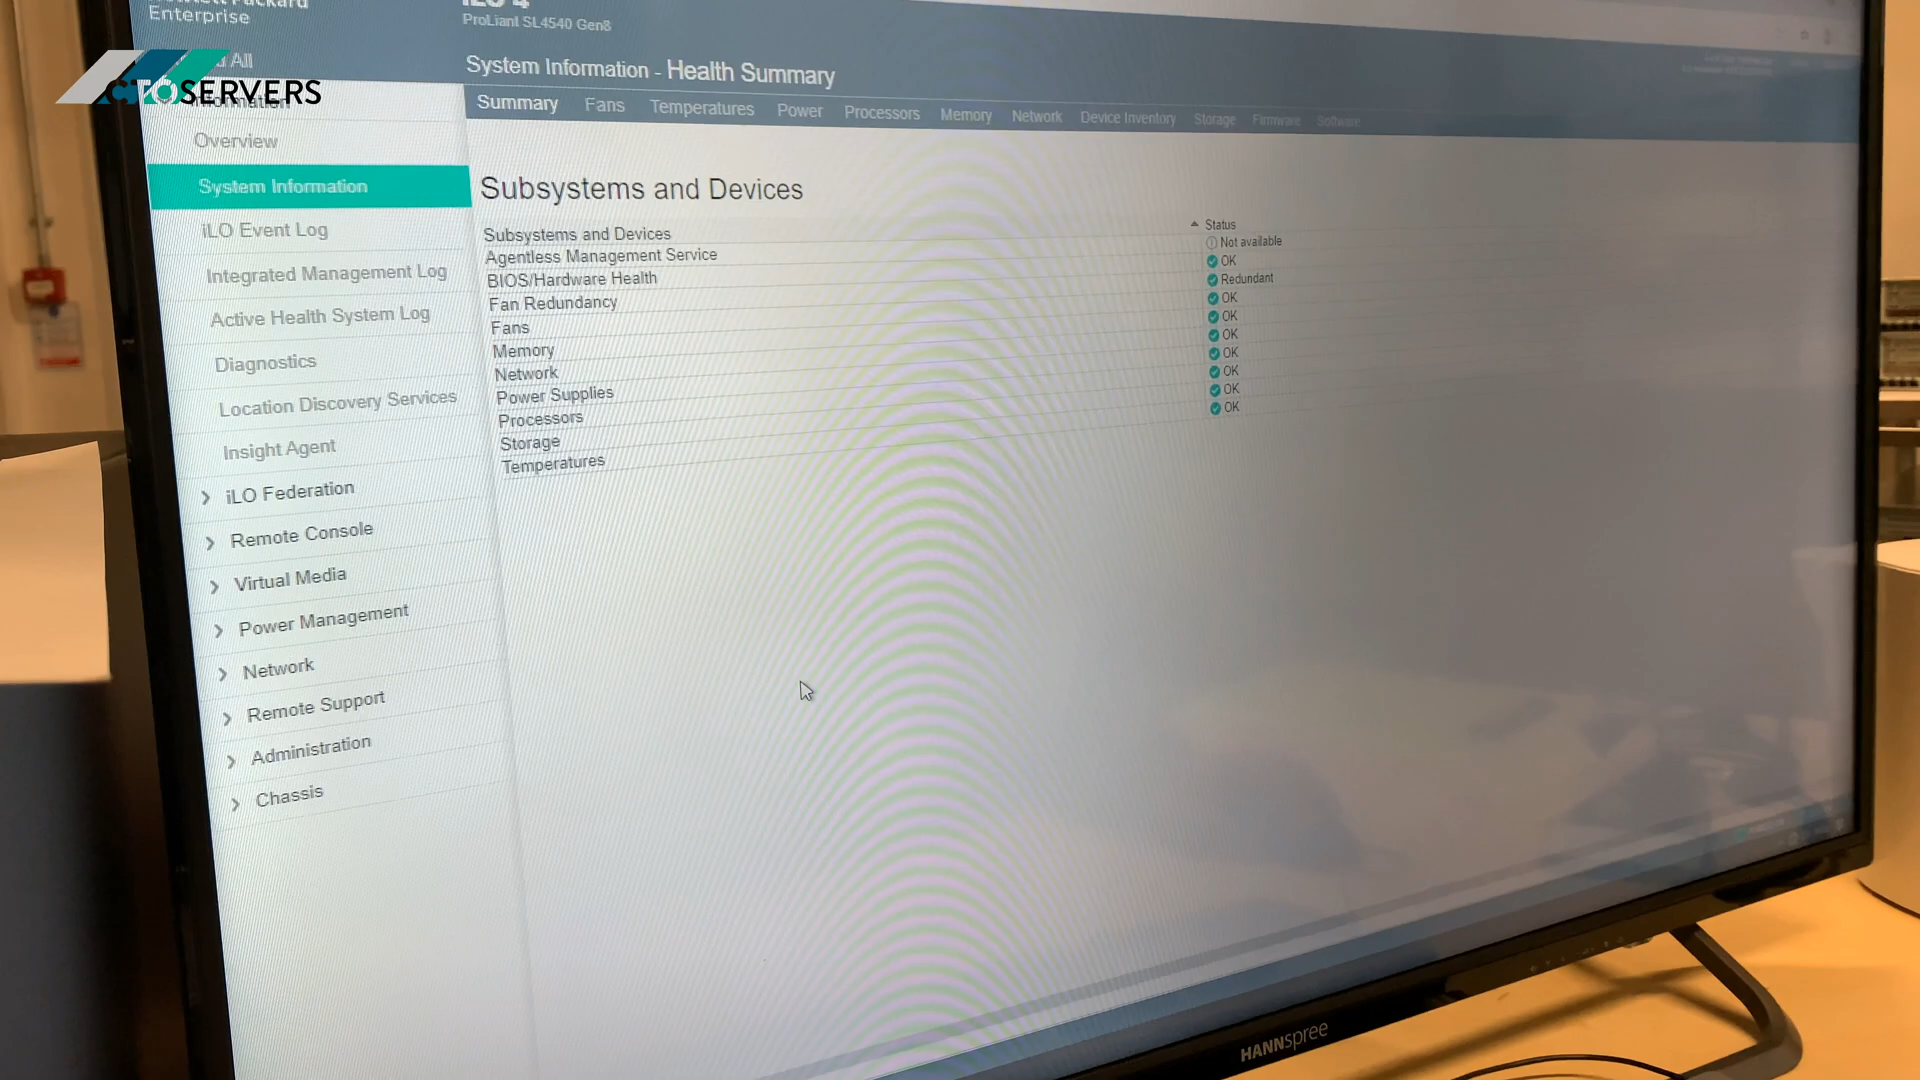 Enterprise
ProLiant SL4540 Gen8
All
CTOSERVERS
System Information - Health Summary
Summary Fans Temperatures Power Processors Memory Network Device Inventory Storage Firmware Software
Overview
System Information
iLO Event Log
Integrated Management Log
Active Health System Log
Diagnostics
Location Discovery Services
Insight Agent
iLO Federation
Remote Console
Virtual Media
Power Management
Network
Remote Support
Administration
Chassis
Subsystems and Devices
Subsystems and Devices Status
Agentless Management Service Not available
BIOS/Hardware Health OK
Fan Redundancy Redundant
Fans OK
Memory OK
Network OK
Power Supplies OK
Processors OK
Storage OK
Temperatures OK
HANNspree